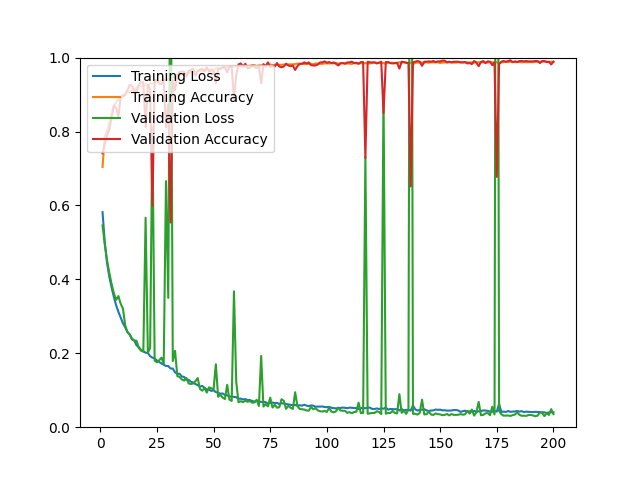 1.0
0.8
0.6
0.4
0.2
0.0
Training Loss
Training Accuracy
Validation Loss
Validation Accuracy
0 25 50 75 100 125 150 175 200